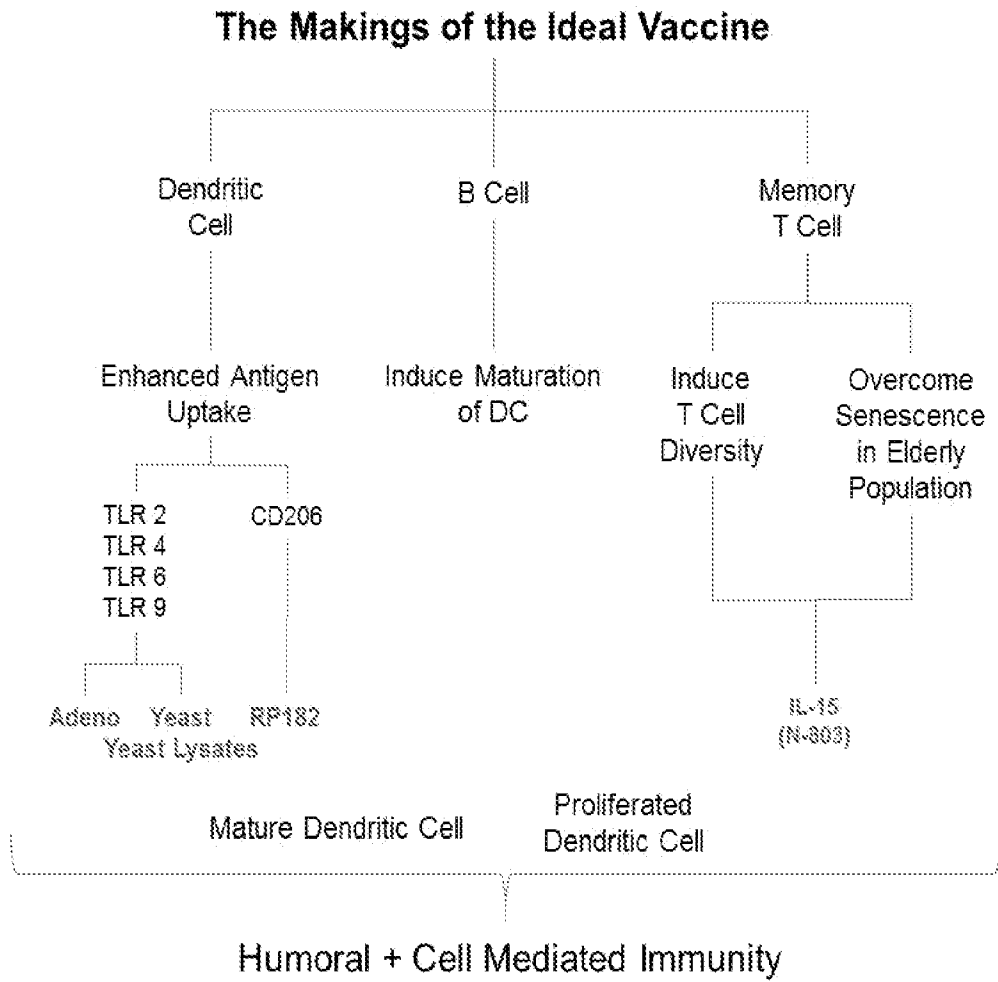 The Makings of the Ideal Vaccine
Dendritic
Cell
B Cell
Memory
T Cell
Enhanced Antigen
Uptake
Induce Maturation
of DC
Induce
T Cell
Diversity
Overcome
Senescence
in Elderly
Population
TLR 2
TLR 4
TLR 6
TLR 9
CD206
Adeno Yeast
Yeast Lysates
RP182
IL-15
(N-803)
Mature Dendritic Cell
Proliferated
Dendritic Cell
Humoral + Cell Mediated Immunity